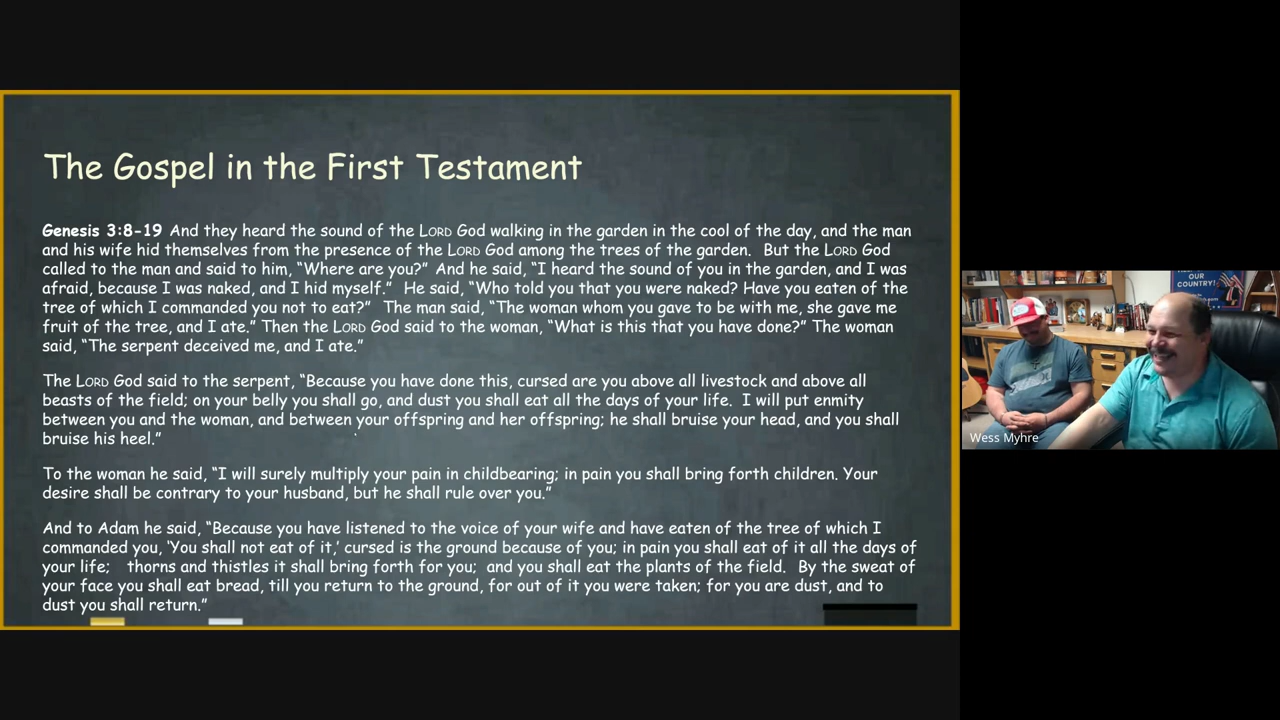 The Gospel in the First Testament
Genesis 3:8-19 And they heard the sound of the LORD God walking in the garden in the cool of the day, and the man
and his wife hid themselves from the presence of the LORD God among the trees of the garden.  But the LORD God
called to the man and said to him, “Where are you?”  And he said, “I heard the sound of you in the garden, and I was
afraid, because I was naked, and I hid myself.”  He said, “Who told you that you were naked? Have you eaten of the
tree of which I commanded you not to eat?”  The man said, “The woman whom you gave to be with me, she gave me
fruit of the tree, and I ate.” Then the LORD God said to the woman, “What is this that you have done?” The woman
said, “The serpent deceived me, and I ate.”
The LORD God said to the serpent, “Because you have done this, cursed are you above all livestock and above all
beasts of the field; on your belly you shall go, and dust you shall eat all the days of your life.  I will put enmity
between you and the woman, and between your offspring and her offspring; he shall bruise your head, and you shall
bruise his heel.”
To the woman he said, “I will surely multiply your pain in childbearing; in pain you shall bring forth children. Your
desire shall be contrary to your husband, but he shall rule over you.”
And to Adam he said, “Because you have listened to the voice of your wife and have eaten of the tree of which I
commanded you, ‘You shall not eat of it,’ cursed is the ground because of you; in pain you shall eat of it all the days of
your life;   thorns and thistles it shall bring forth for you;  and you shall eat the plants of the field.  By the sweat of
your face you shall eat bread, till you return to the ground, for out of it you were taken; for you are dust, and to
dust you shall return.”
OUR
COUNTRY!
Wess Myhre